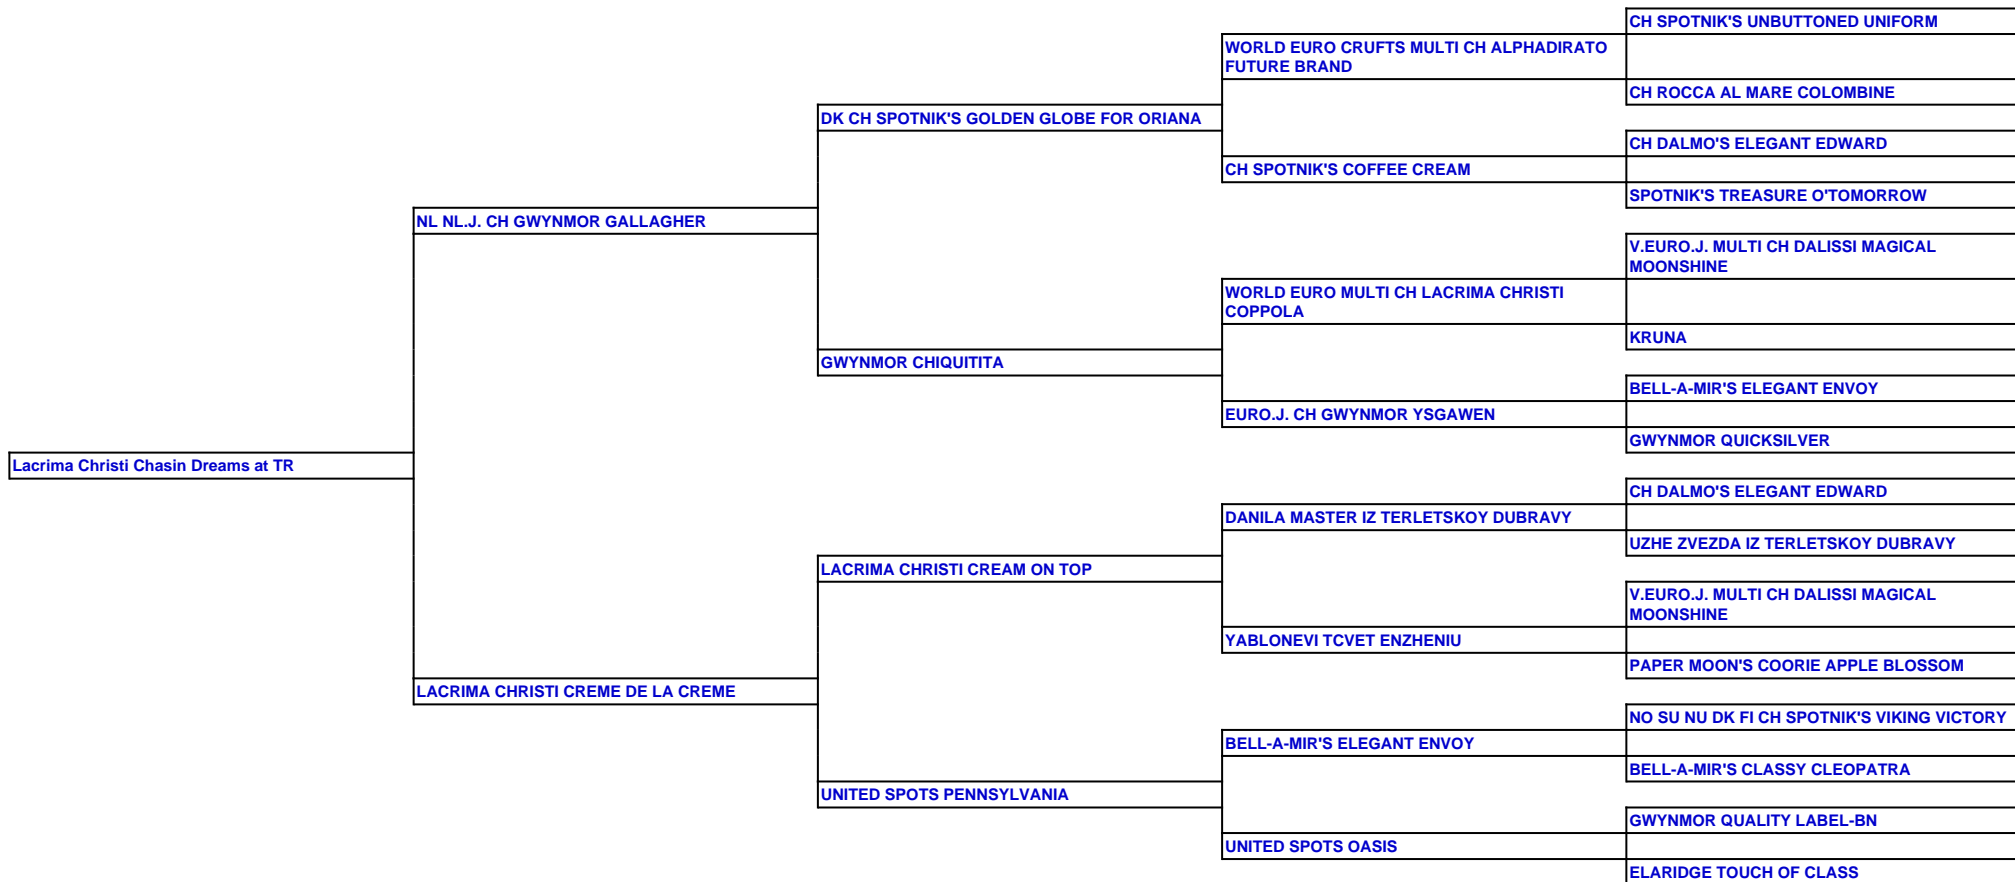 CH SPOTNIK'S UNBUTTONED UNIFORM
WORLD EURO CRUFTS MULTI CH ALPHADIRATO
FUTURE BRAND
CH ROCCA AL MARE COLOMBINE
DK CH SPOTNIK'S GOLDEN GLOBE FOR ORIANA
CH DALMO'S ELEGANT EDWARD
CH SPOTNIK'S COFFEE CREAM
SPOTNIK'S TREASURE O'TOMORROW
NL NL.J. CH GWYNMOR GALLAGHER
V.EURO.J. MULTI CH DALISSI MAGICAL
MOONSHINE
WORLD EURO MULTI CH LACRIMA CHRISTI
COPPOLA
KRUNA
GWYNMOR CHIQUITITA
BELL-A-MIR'S ELEGANT ENVOY
EURO.J. CH GWYNMOR YSGAWEN
GWYNMOR QUICKSILVER
Lacrima Christi Chasin Dreams at TR
CH DALMO'S ELEGANT EDWARD
DANILA MASTER IZ TERLETSKOY DUBRAVY
UZHE ZVEZDA IZ TERLETSKOY DUBRAVY
LACRIMA CHRISTI CREAM ON TOP
V.EURO.J. MULTI CH DALISSI MAGICAL
MOONSHINE
YABLONEVI TCVET ENZHENIU
PAPER MOON'S COORIE APPLE BLOSSOM
LACRIMA CHRISTI CREME DE LA CREME
NO SU NU DK FI CH SPOTNIK'S VIKING VICTORY
BELL-A-MIR'S ELEGANT ENVOY
BELL-A-MIR'S CLASSY CLEOPATRA
UNITED SPOTS PENNSYLVANIA
GWYNMOR QUALITY LABEL-BN
UNITED SPOTS OASIS
ELARIDGE TOUCH OF CLASS